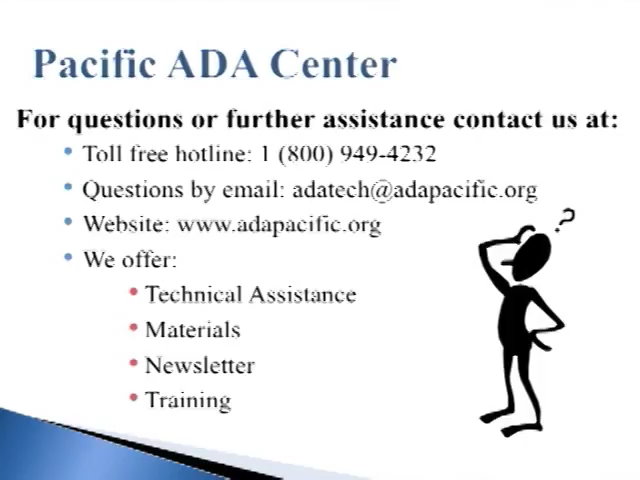 Pacific ADA Center
For questions or further assistance contact us at:
• Toll free hotline: 1 (800) 949-4232
• Questions by email: adatech@adapacific.org
• Website: www.adapacific.org
• We offer:
• Technical Assistance
• Materials
• Newsletter
• Training
?